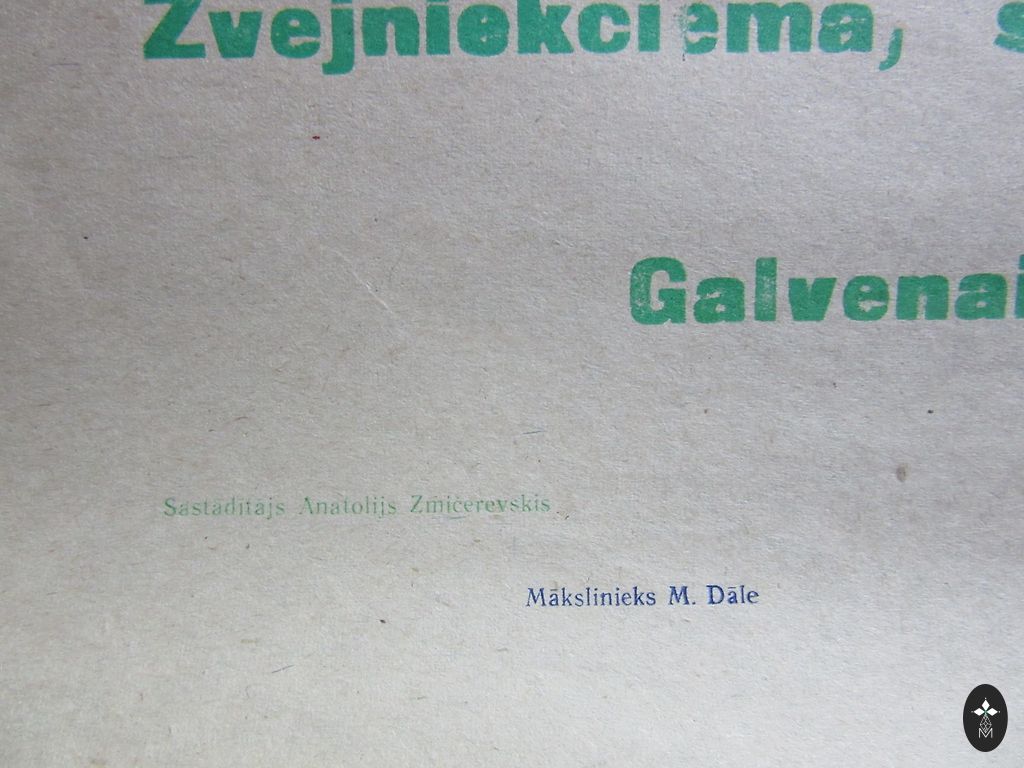 Zvejniekciema, s
Galvenai
Sastādītājs Anatolijs Zmičerevskis
Mākslinieks M. Dāle
M